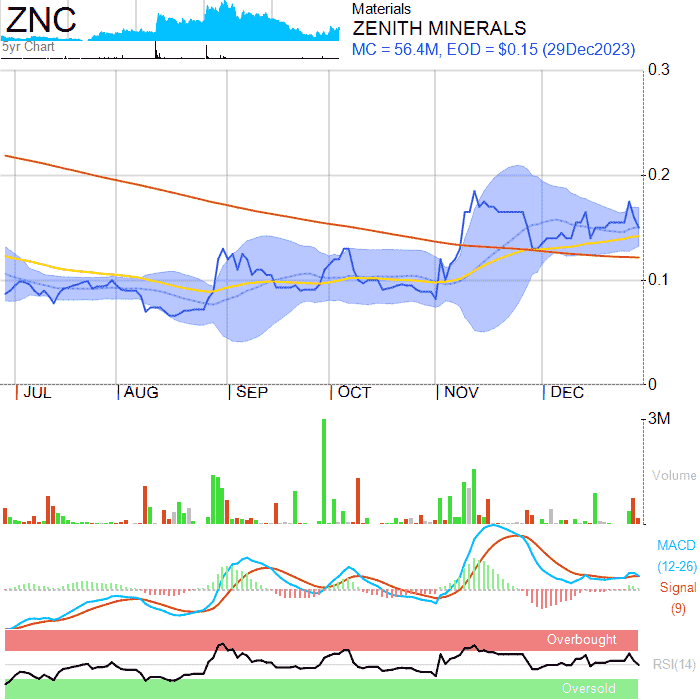 ZNC
5yr Chart
Materials
ZENITH MINERALS
MC = 56.4M, EOD = $0.15 (29Dec2023)
0.3
0.2
0.1
0
JUL AUG SEP OCT NOV DEC
3M
Volume
MACD
(12-26)
Signal
(9)
Overbought
RSI(14)
Oversold